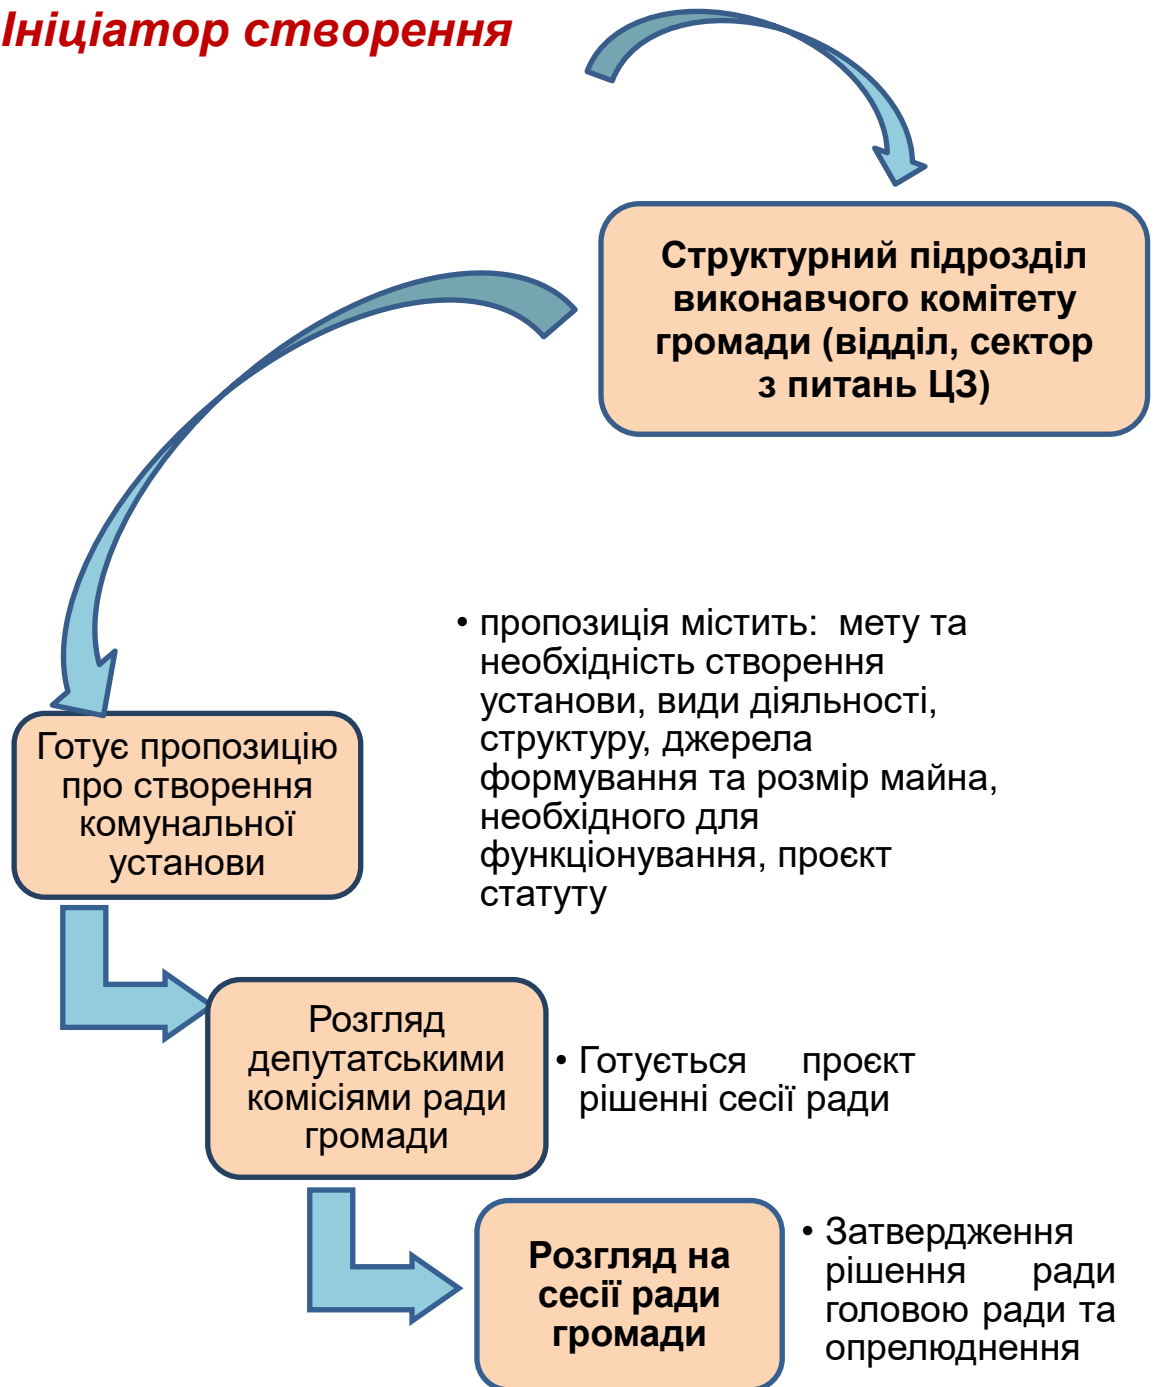 Ініціатор створення
Структурний підрозділ
виконавчого комітету
громади (відділ, сектор
з питань ЦЗ)
• пропозиція містить: мету та
необхідність створення
установи, види діяльності,
структуру, джерела
формування та розмір майна,
необхідного для
функціонування, проєкт
статуту
Готує пропозицію
про створення
комунальної
установи
Розгляд
депутатськими
комісіями ради
громади
• Готується проєкт
рішенні сесії ради
Розгляд на
сесії ради
громади
• Затвердження
рішення ради
головою ради та
опрелюднення